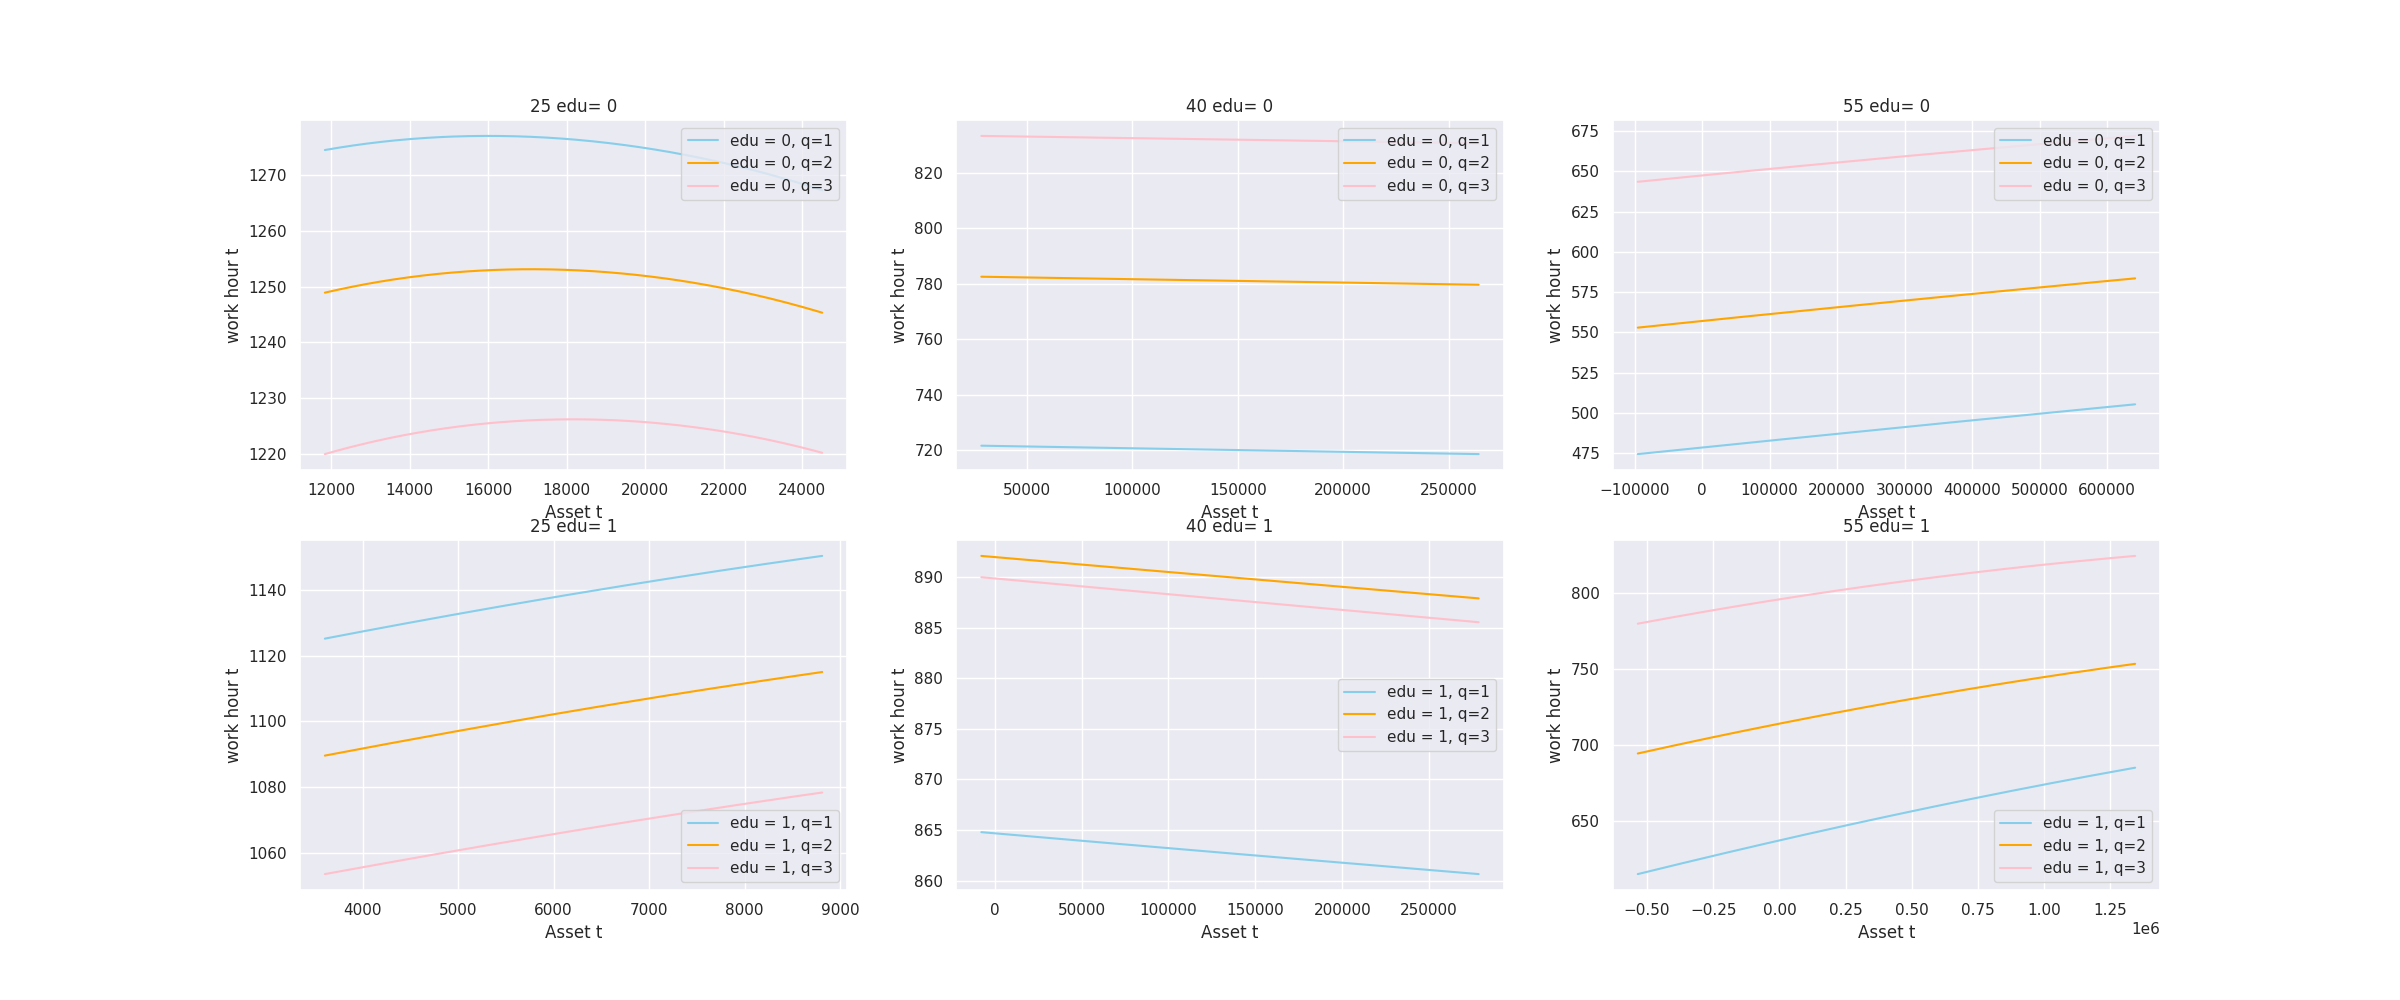 25 edu= 0
work hour t
1270
1260
1250
1240
1230
1220
edu = 0, q=1
edu = 0, q=2
edu = 0, q=3
12000 14000 16000 18000 20000 22000 24000
Asset t
40 edu= 0
work hour t
820
800
780
760
740
720
edu = 0, q=1
edu = 0, q=2
edu = 0, q=3
50000 100000 150000 200000 250000
Asset t
55 edu= 0
work hour t
675
650
625
600
575
550
525
500
475
edu = 0, q=1
edu = 0, q=2
edu = 0, q=3
−100000 0 100000 200000 300000 400000 500000 600000
Asset t
25 edu= 1
work hour t
1140
1120
1100
1080
1060
edu = 1, q=1
edu = 1, q=2
edu = 1, q=3
4000 5000 6000 7000 8000 9000
Asset t
40 edu= 1
work hour t
890
885
880
875
870
865
860
edu = 1, q=1
edu = 1, q=2
edu = 1, q=3
0 50000 100000 150000 200000 250000
Asset t
55 edu= 1
work hour t
800
750
700
650
edu = 1, q=1
edu = 1, q=2
edu = 1, q=3
−0.50 −0.25 0.00 0.25 0.50 0.75 1.00 1.25
1e6
Asset t